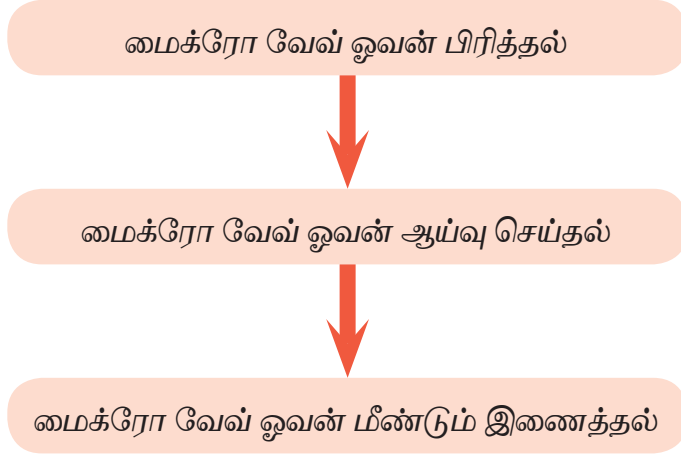 மைக்ரோ வேவ் ஓவன் பிரித்தல்
மைக்ரோ வேவ் ஓவன் ஆய்வு செய்தல்
மைக்ரோ வேவ் ஓவன் மீண்டும் இணைத்தல்